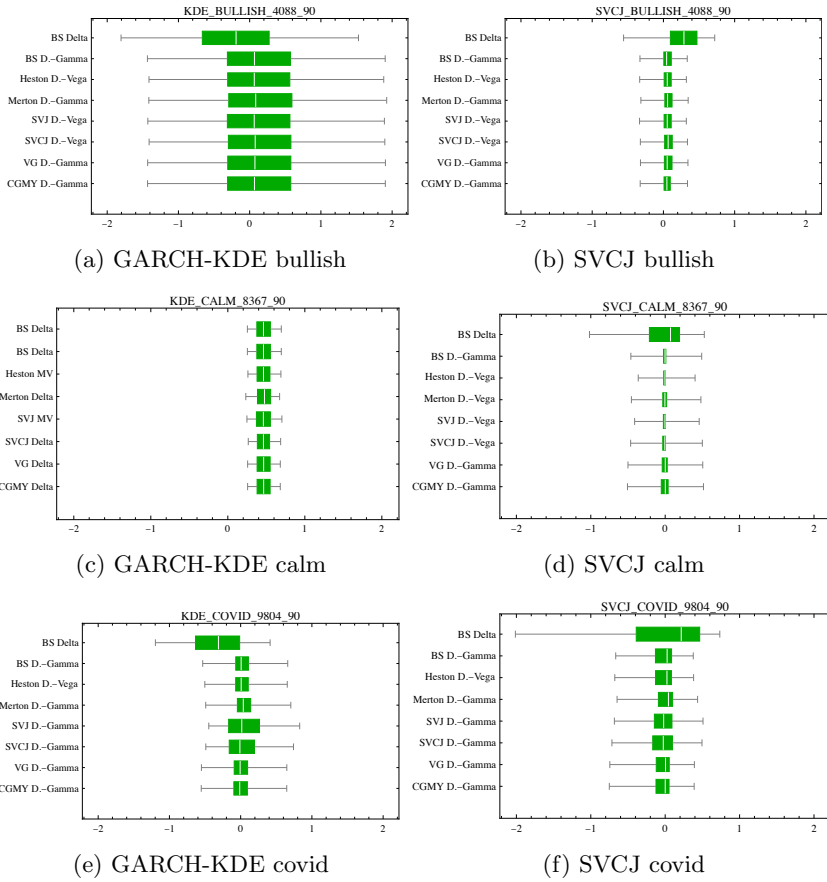 KDE_BULLISH_4088_90
BS Delta
BS D.-Gamma
Heston D.-Vega
Merton D.-Gamma
SVJ D.-Vega
SVCJ D.-Vega
VG D.-Gamma
CGMY D.-Gamma
-2 -1 0 1 2
(a) GARCH-KDE bullish
SVCJ_BULLISH_4088_90
BS Delta
BS D.-Gamma
Heston D.-Vega
Merton D.-Gamma
SVJ D.-Vega
SVCJ D.-Vega
VG D.-Gamma
CGMY D.-Gamma
-2 -1 0 1 2
(b) SVCJ bullish
KDE_CALM_8367_90
BS Delta
BS Delta
Heston MV
Merton Delta
SVJ MV
SVCJ Delta
VG Delta
CGMY Delta
-2 -1 0 1 2
(c) GARCH-KDE calm
SVCJ_CALM_8367_90
BS Delta
BS D.-Gamma
Heston D.-Vega
Merton D.-Vega
SVJ D.-Vega
SVCJ D.-Vega
VG D.-Gamma
CGMY D.-Gamma
-2 -1 0 1 2
(d) SVCJ calm
KDE_COVID_9804_90
BS Delta
BS D.-Gamma
Heston D.-Vega
Merton D.-Gamma
SVJ D.-Gamma
SVCJ D.-Gamma
VG D.-Gamma
CGMY D.-Gamma
-2 -1 0 1 2
(e) GARCH-KDE covid
SVCJ_COVID_9804_90
BS Delta
BS D.-Gamma
Heston D.-Vega
Merton D.-Gamma
SVJ D.-Gamma
SVCJ D.-Gamma
VG D.-Gamma
CGMY D.-Gamma
-2 -1 0 1 2
(f) SVCJ covid